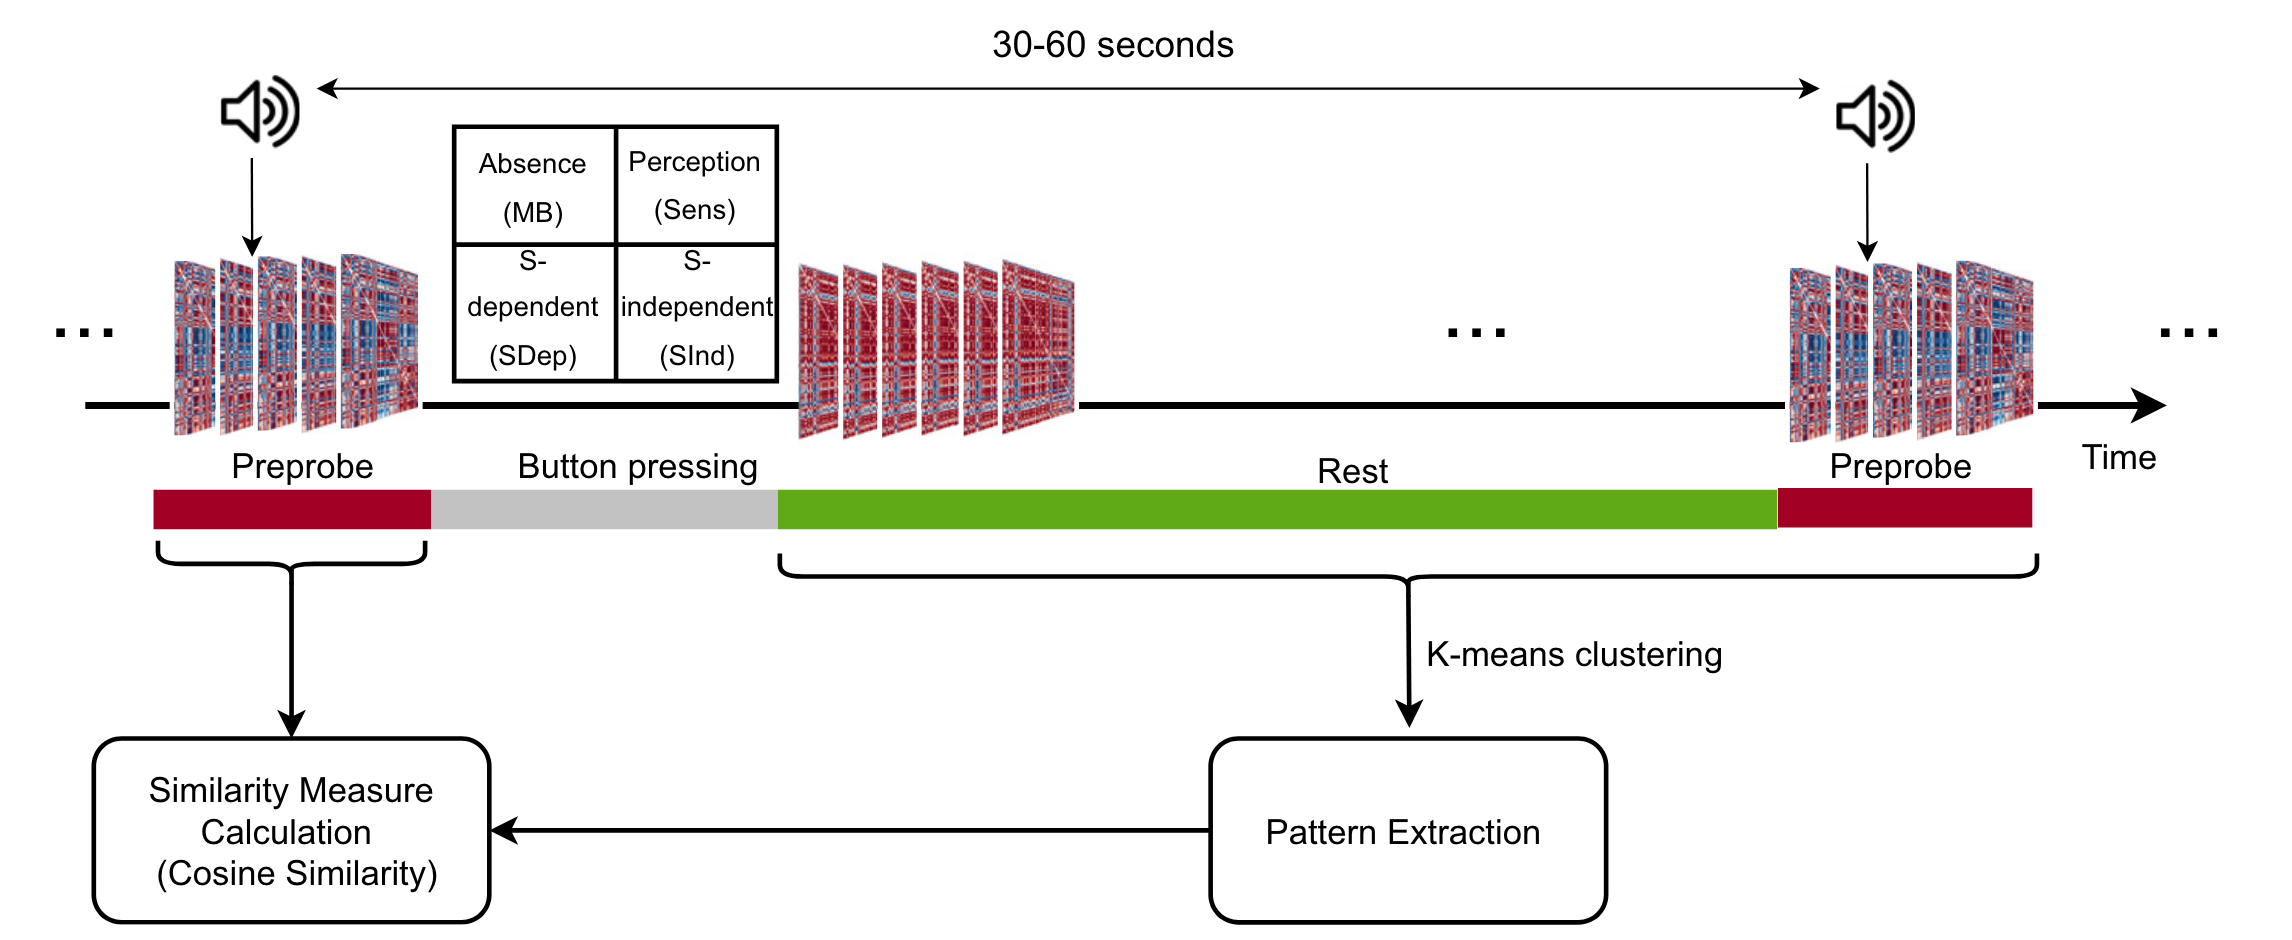 30-60 seconds
Absence
(MB)
Perception
(Sens)
S-
dependent
(SDep)
S-
independent
(SInd)
...
...
...
Preprobe
Button pressing
Rest
Preprobe
Time
K-means clustering
Similarity Measure
Calculation
(Cosine Similarity)
Pattern Extraction